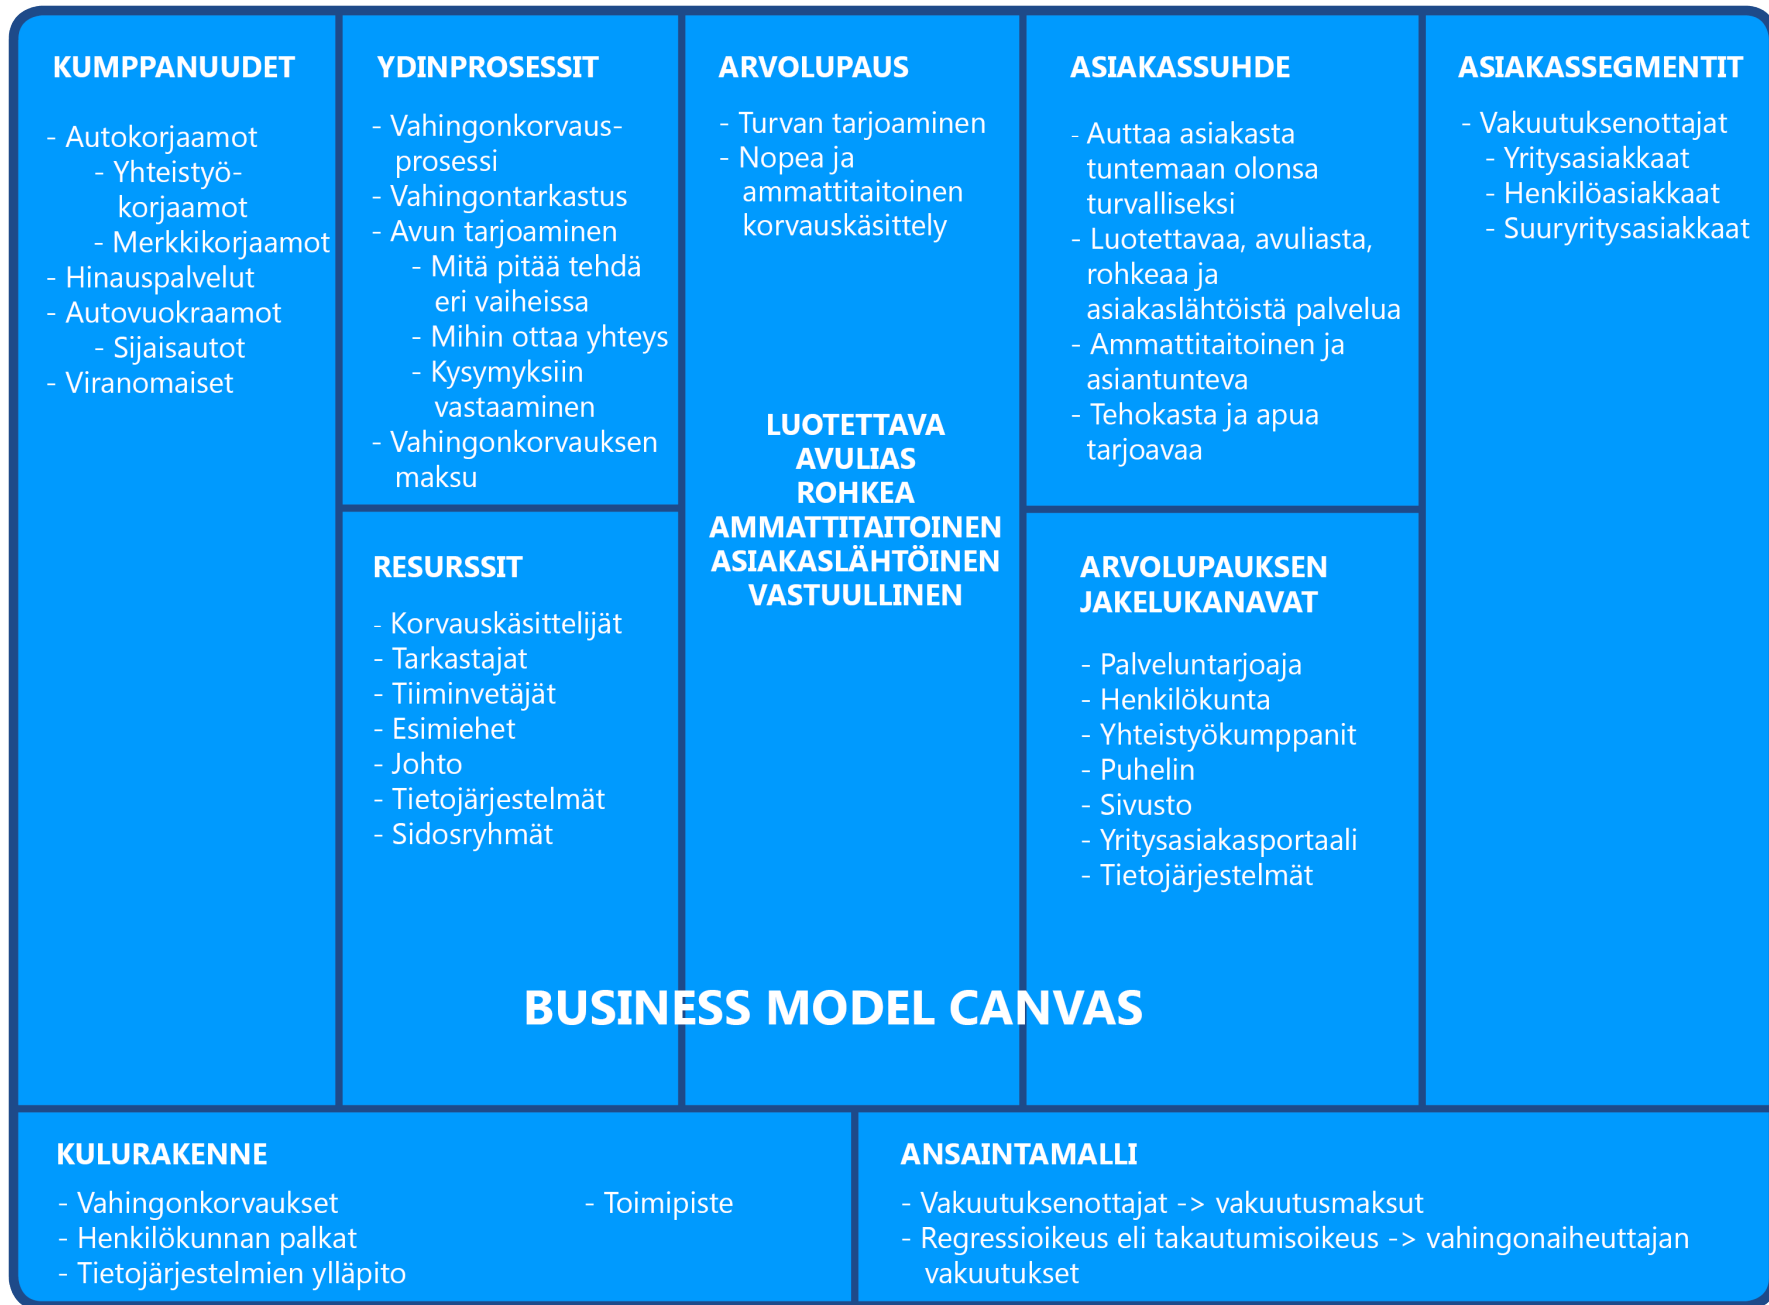 KUMPPANUUDET
- Autokorjaamot
- Yhteistyö-
korjaamot
- Merkkikorjaamot
- Hinauspalvelut
- Autovuokraamot
- Sijaisautot
- Viranomaiset
YDINPROSESSIT
- Vahingonkorvaus-
prosessi
- Vahingontarkastus
- Avun tarjoaminen
- Mitä pitää tehdä
eri vaiheissa
- Mihin ottaa yhteys
- Kysymyksiin
vastaaminen
- Vahingonkorvauksen
maksu
RESURSSIT
- Korvauskäsittelijät
- Tarkastajat
- Tiiminvetäjät
- Esimiehet
- Johto
- Tietojärjestelmät
- Sidosryhmät
ARVOLUPAUS
- Turvan tarjoaminen
- Nopea ja
ammattitaitoinen
korvauskäsittely
LUOTETTAVA
AVULIAS
ROHKEA
AMMATTITAITOINEN
ASIAKASLÄHTÖINEN
VASTUULLINEN
ASIAKASSUHDE
- Auttaa asiakasta
tuntemaan olonsa
turvalliseksi
- Luotettavaa, avuliasta,
rohkeaa ja
asiakaslähtöistä palvelua
- Ammattitaitoinen ja
asiantunteva
- Tehokasta ja apua
tarjoavaa
ARVOLUPAUKSEN
JAKELUKANAVAT
- Palveluntarjoaja
- Henkilökunta
- Yhteistyökumppanit
- Puhelin
- Sivusto
- Yritysasiakasportaali
- Tietojärjestelmät
ASIAKASSEGMENTIT
- Vakuutuksenottajat
- Yritysasiakkaat
- Henkilöasiakkaat
- Suuryritysasiakkaat
BUSINESS MODEL CANVAS
KULURAKENNE
- Vahingonkorvaukset
- Henkilökunnan palkat
- Tietojärjestelmien ylläpito
- Toimipiste
ANSAINTAMALLI
- Vakuutuksenottajat -> vakuutusmaksut
- Regressioikeus eli takautumisoikeus -> vahingonaiheuttajan
vakuutukset